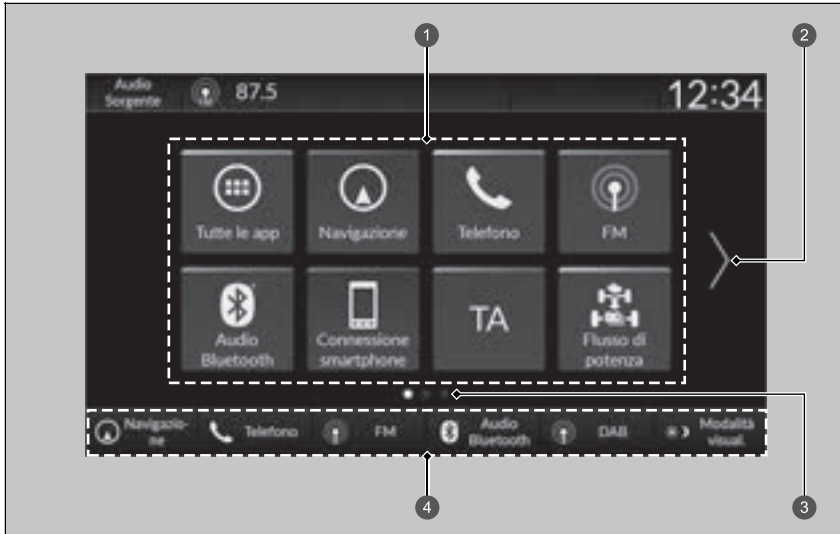 1
2
Audio
Sorgente
87.5
12:34
Tutte le app
Navigazione
Telefono
FM
Audio
Bluetooth
Connessione
smartphone
TA
Flusso di
potenza
Navigazio-
ne
Telefono
FM
Audio
Bluetooth
DAB
Modalità
visual.
4
3